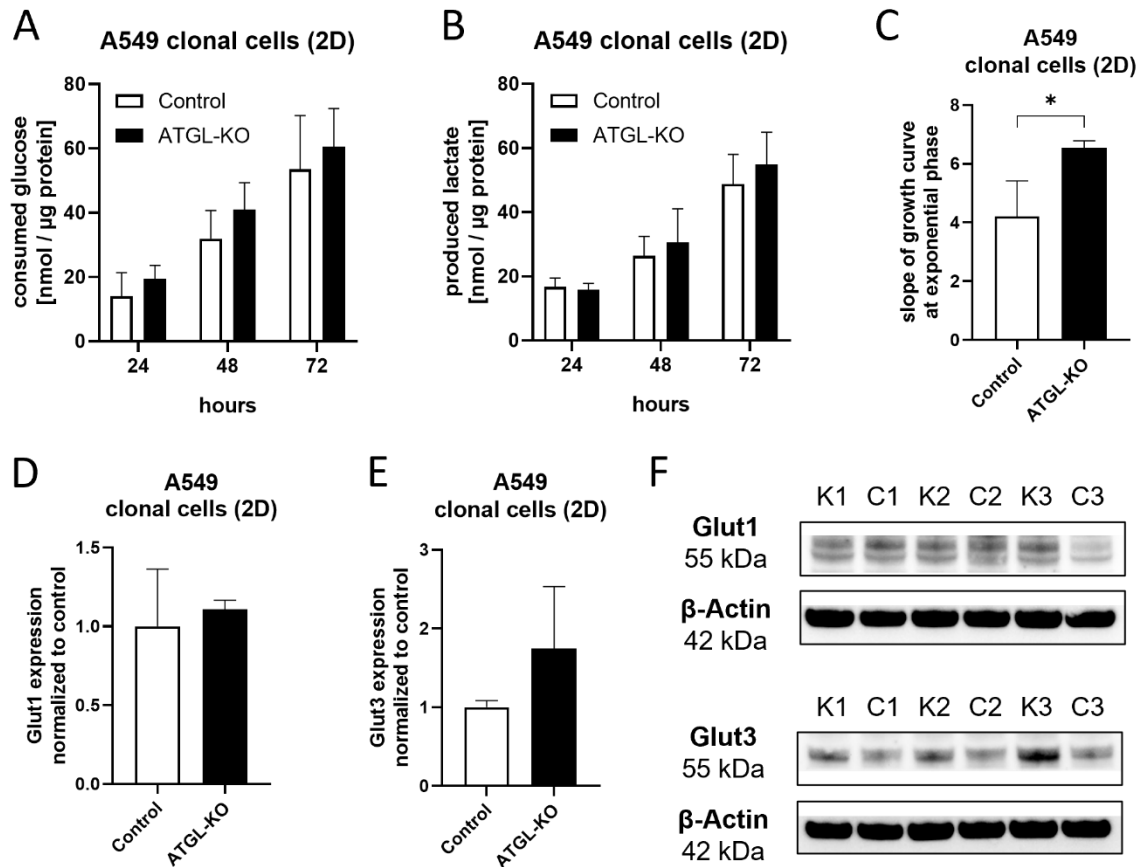 A
A549 clonal cells (2D)
consumed glucose
[nmol / µg protein]
80
60
40
20
0
Control
ATGL-KO
24 48 72
hours
B
A549 clonal cells (2D)
produced lactate
[nmol / µg protein]
80
60
40
20
0
Control
ATGL-KO
24 48 72
hours
C
A549
clonal cells (2D)
slope of growth curve
at exponential phase
8
6
4
2
0
*
Control ATGL-KO
D
A549
clonal cells (2D)
Glut1 expression
normalized to control
1.5
1.0
0.5
0.0
Control ATGL-KO
E
A549
clonal cells (2D)
Glut3 expression
normalized to control
3
2
1
0
Control ATGL-KO
F
K1 C1 K2 C2 K3 C3
Glut1
55 kDa
β-Actin
42 kDa
K1 C1 K2 C2 K3 C3
Glut3
55 kDa
β-Actin
42 kDa